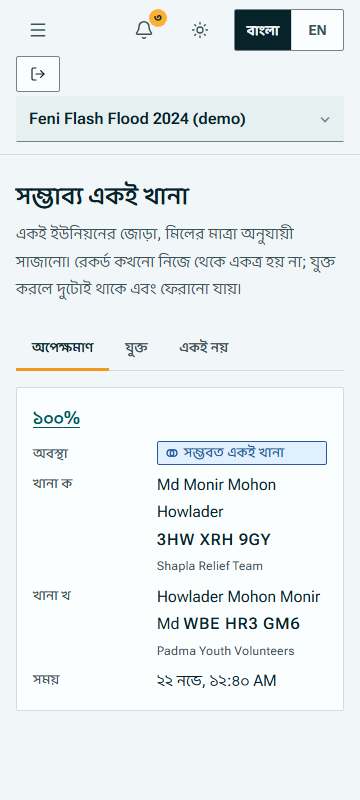 ৩
বাংলা
EN
Feni Flash Flood 2024 (demo)
সম্ভাব্য একই খানা
একই ইউনিয়নের জোড়া, মিলের মাত্রা অনুযায়ী
সাজানো। রেকর্ড কখনো নিজে থেকে একত্র হয় না; যুক্ত
করলে দুটোই থাকে এবং ফেরানো যায়।
অপেক্ষমাণ যুক্ত একই নয়
১০০%
অবস্থা সম্ভবত একই খানা
খানা ক Md Monir Mohon
Howlader
3HW XRH 9GY
Shapla Relief Team
খানা খ Howlader Mohon Monir
Md WBE HR3 GM6
Padma Youth Volunteers
সময় ২২ নভে, ১২:৪০ AM